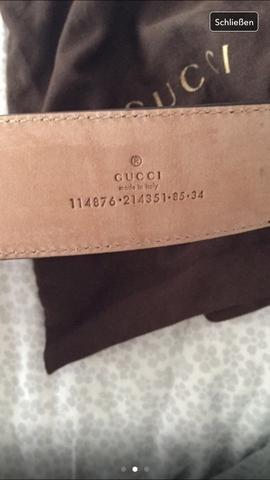 Schließen
GUCCI
®
GUCCI
made in Italy
114876·214351·85·34